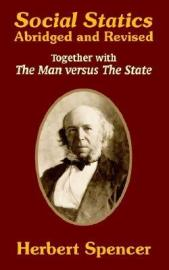 Social Statics
Abridged and Revised
Together with
The Man versus The State
Herbert Spencer